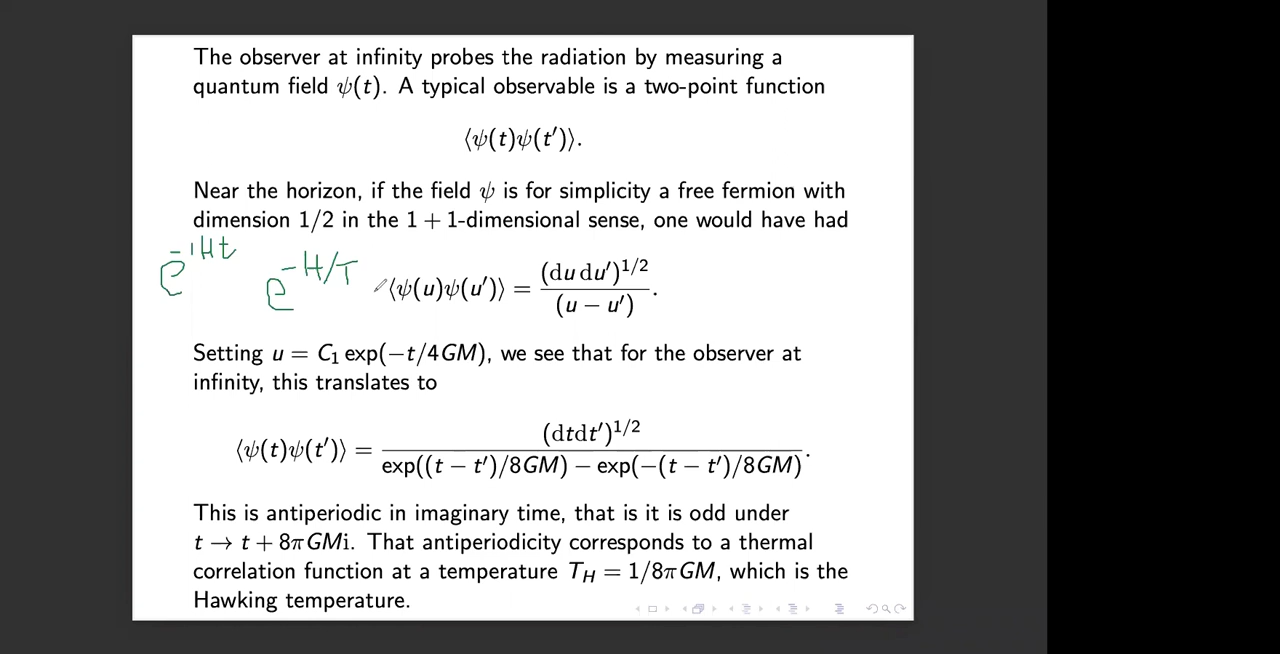 The observer at infinity probes the radiation by measuring a
quantum field ψ(t). A typical observable is a two-point function
⟨ψ(t)ψ(t′)⟩.
Near the horizon, if the field ψ is for simplicity a free fermion with
dimension 1/2 in the 1 + 1-dimensional sense, one would have had
e^{-iHt} e^{-H/T} ⟨ψ(u)ψ(u′)⟩ = (du du′)^{1/2} / (u − u′).
Setting u = C₁ exp(−t/4GM), we see that for the observer at
infinity, this translates to
⟨ψ(t)ψ(t′)⟩ = (dtdt′)^{1/2} / exp((t − t′)/8GM) − exp(−(t − t′)/8GM).
This is antiperiodic in imaginary time, that is it is odd under
t → t + 8πGMi. That antiperiodicity corresponds to a thermal
correlation function at a temperature T_H = 1/8πGM, which is the
Hawking temperature.